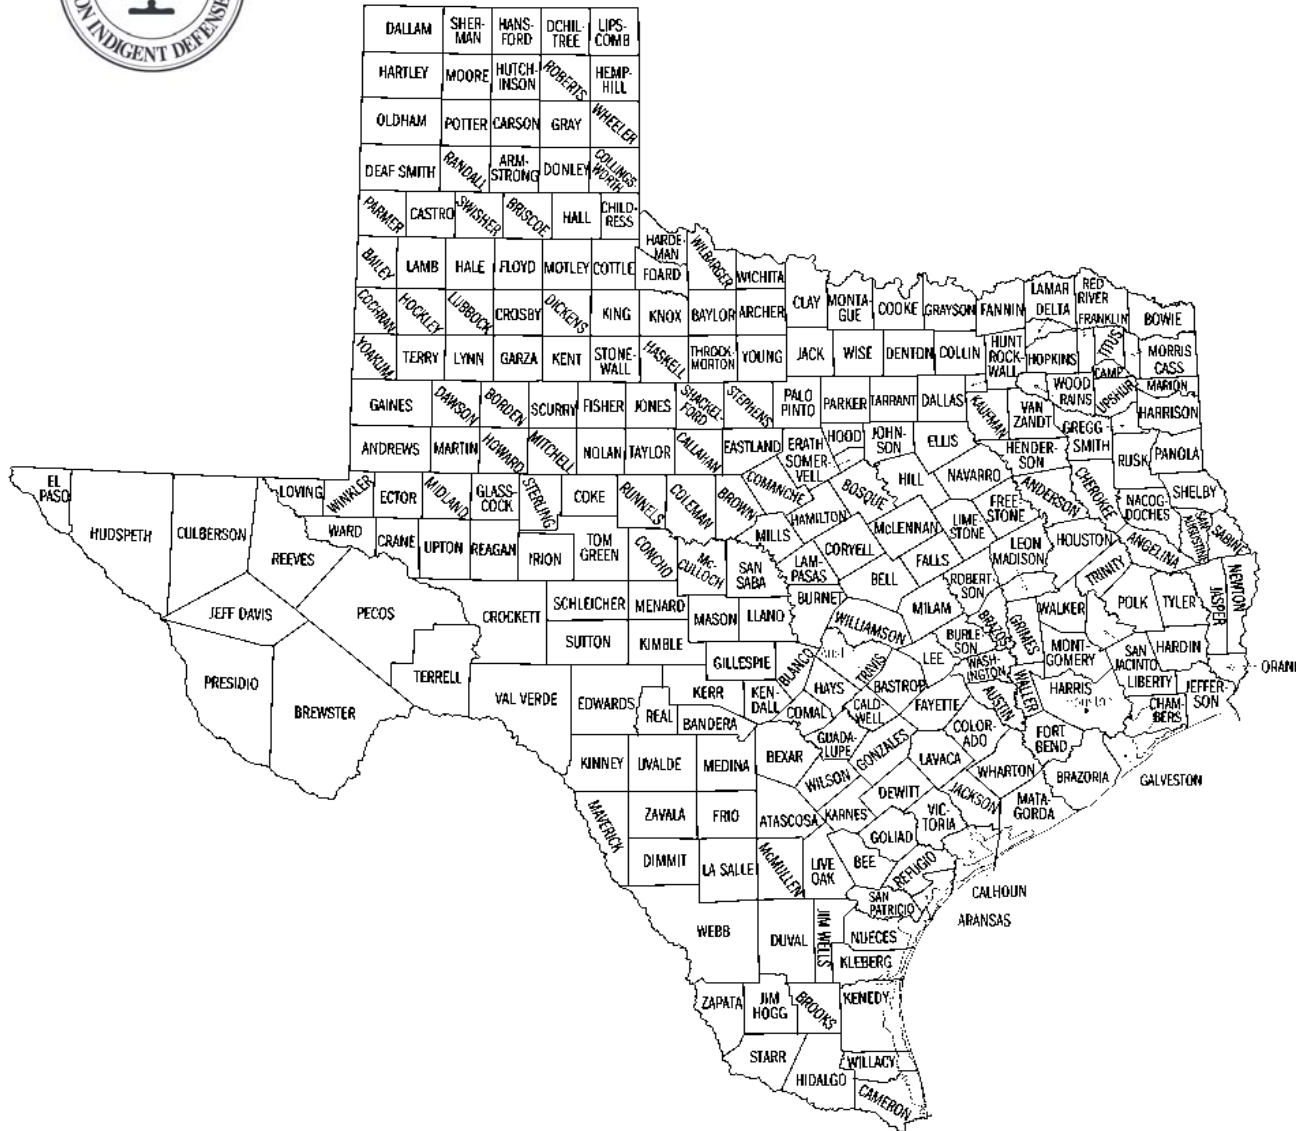 ON INDIGENT DEFENSE
DALLAM
SHER-
MAN
HANS-
FORD
OCHIL-
TREE
LIPS-
COMB
HARTLEY
MOORE
HUTCH-
INSON
ROBERTS
HEMP-
HILL
OLDHAM
POTTER
CARSON
GRAY
WHEELER
DEAF SMITH
RANDALL
ARM-
STRONG
DONLEY
COLLINGS-
WORTH
PARMER
CASTRO
SWISHER
BRISCOE
HALL
CHILD-
RESS
HARDE-
MAN
BAILEY
LAMB
HALE
FLOYD
MOTLEY
COTTLE
FOARD
WILBARGER
WICHITA
COCHRAN
HOCKLEY
LUBBOCK
CROSBY
DICKENS
KING
KNOX
BAYLOR
ARCHER
CLAY
MONTA-
GUE
COOKE
GRAYSON
FANNIN
LAMAR
DELTA
RED
RIVER
FRANKLIN
BOWIE
YOAKUM
TERRY
LYNN
GARZA
KENT
STONE-
WALL
HASKELL
THROCK-
MORTON
YOUNG
JACK
WISE
DENTON
COLLIN
HUNT
ROCK-
WALL
HOPKINS
TITUS
CAMP
MORRIS
CASS
GAINES
DAWSON
BORDEN
SCURRY
FISHER
JONES
SHACKEL-
FORD
STEPHENS
PALO
PINTO
PARKER
TARRANT
DALLAS
KAUFMAN
VAN
ZANDT
WOOD
RAINS
UPSHUR
MARION
HARRISON
GREGG
SMITH
ANDREWS
MARTIN
HOWARD
MITCHELL
NOLAN
TAYLOR
CALLAHAN
EASTLAND
ERATH
SOMER-
VELL
HOOD
JOHN-
SON
ELLIS
HENDER-
SON
RUSK
PANOLA
EL
PASO
HUDSPETH
CULBERSON
LOVING
WINKLER
ECTOR
MIDLAND
GLASS-
COCK
STERLING
COKE
RUNNELS
COLEMAN
BROWN
COMANCHE
BOSQUE
HILL
NAVARRO
FREE-
STONE
ANDERSON
CHEROKEE
NACOG-
DOCHES
SHELBY
SAN
AUGUSTINE
SABINE
REEVES
WARD
CRANE
UPTON
REAGAN
IRION
TOM
GREEN
CONCHO
MC-
CULLOCH
SAN
SABA
MILLS
HAMILTON
LAM-
PASAS
CORYELL
McLENNAN
LIME-
STONE
FALLS
LEON
MADISON
HOUSTON
ANGELINA
TRINITY
JEFF DAVIS
PECOS
CROCKETT
SCHLEICHER
MENARD
MASON
LLANO
BURNET
BELL
MILAM
ROBERT-
SON
BRAZOS
GRIMES
WALKER
POLK
TYLER
JASPER
NEWTON
SUTTON
KIMBLE
GILLESPIE
BLANCO
WILLIAMSON
TRAVIS
LEE
BURLE-
SON
WASH-
INGTON
MONT-
GOMERY
SAN
JACINTO
HARDIN
LIBERTY
PRESIDIO
BREWSTER
TERRELL
VAL VERDE
EDWARDS
REAL
KERR
BANDERA
KEN-
DALL
HAYS
COMAL
CALD-
WELL
BASTROP
FAYETTE
AUSTIN
WALLER
HARRIS
CHAM-
BERS
JEFFER-
SON
ORAN
KINNEY
UVALDE
MEDINA
BEXAR
GUADA-
LUPE
GONZALES
WILSON
LAVACA
COLOR-
ADO
WHARTON
FORT
BEND
BRAZORIA
GALVESTON
MAVERICK
ZAVALA
FRIO
ATASCOSA
KARNES
DEWITT
JACKSON
MATA-
GORDA
VIC-
TORIA
DIMMIT
LA SALLE
McMULLEN
LIVE
OAK
BEE
GOLIAD
REFUGIO
CALHOUN
ARANSAS
SAN
PATRICIO
WEBB
DUVAL
JIM WELLS
NUECES
KLEBERG
ZAPATA
JIM
HOGG
BROOKS
KENEDY
STARR
HIDALGO
WILLACY
CAMERON